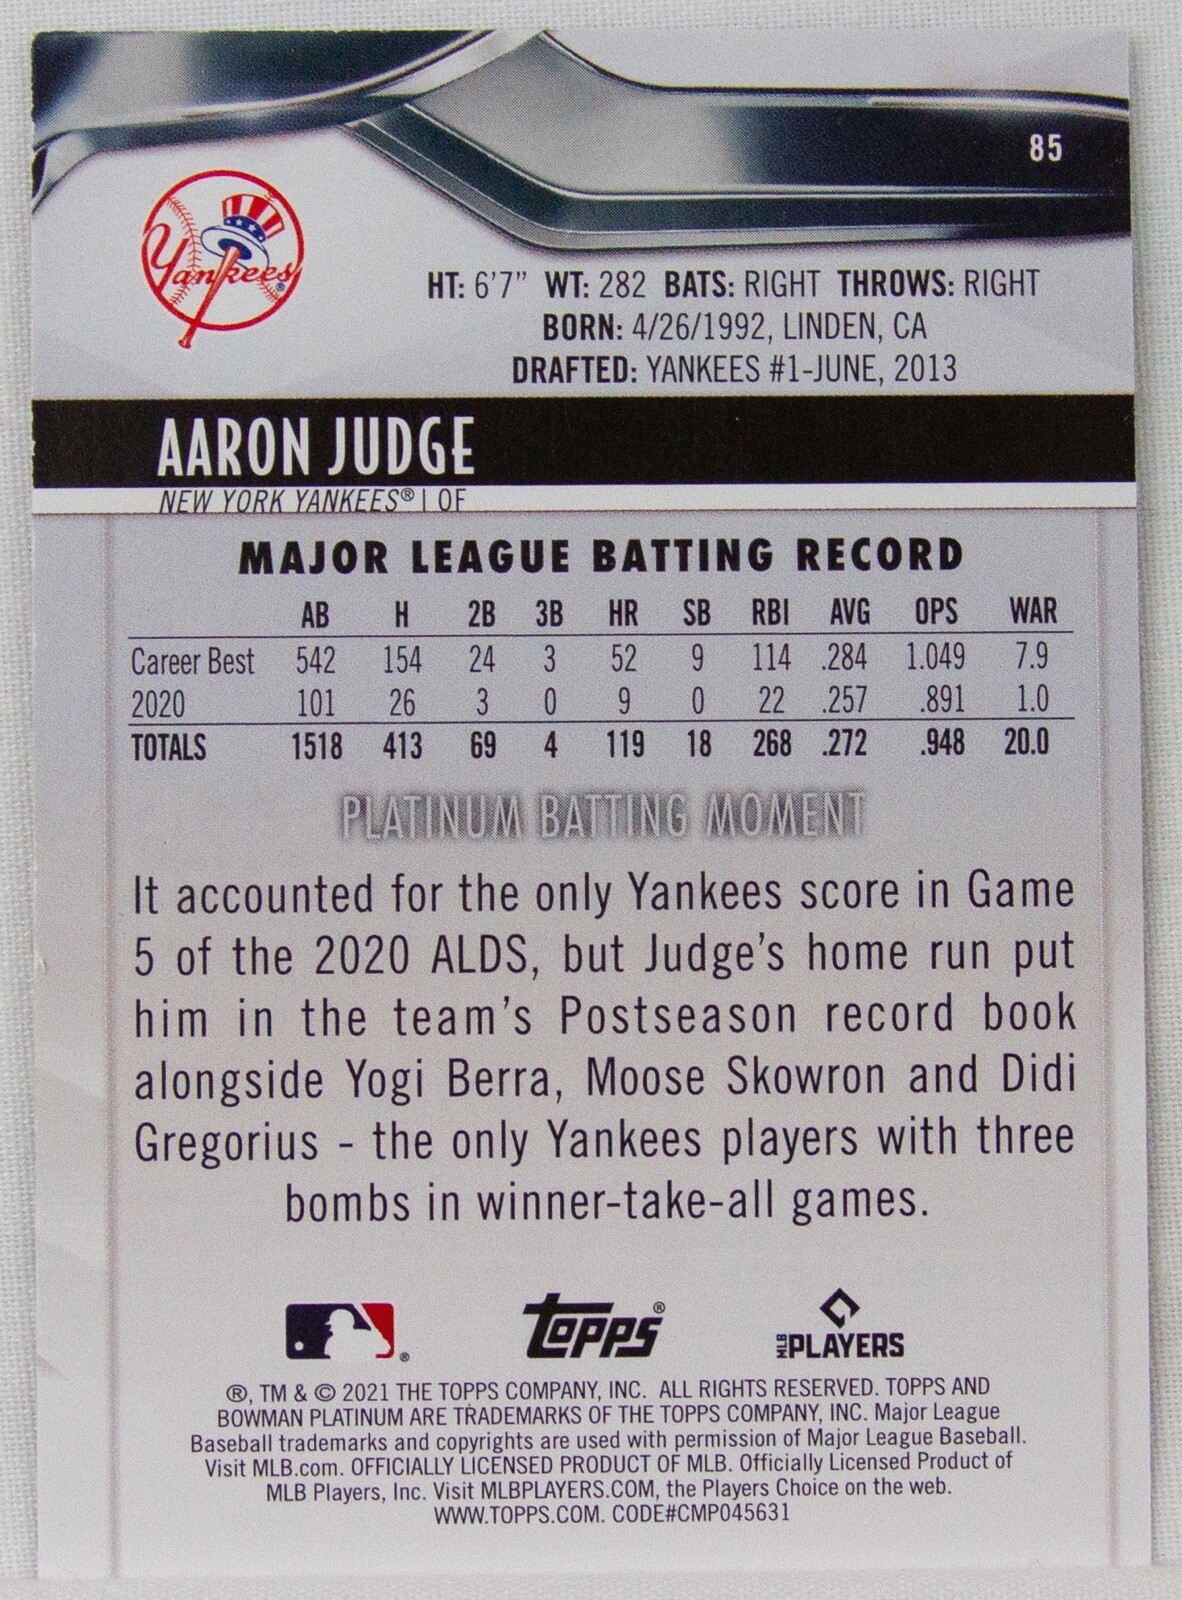 85
Yankees®
HT: 6'7" WT: 282 BATS: RIGHT THROWS: RIGHT
BORN: 4/26/1992, LINDEN, CA
DRAFTED: YANKEES #1-JUNE, 2013
AARON JUDGE
NEW YORK YANKEES® | OF
MAJOR LEAGUE BATTING RECORD
AB H 2B 3B HR SB RBI AVG OPS WAR
Career Best 542 154 24 3 52 9 114 .284 1.049 7.9
2020 101 26 3 0 9 0 22 .257 .891 1.0
TOTALS 1518 413 69 4 119 18 268 .272 .948 20.0
PLATINUM BATTING MOMENT
It accounted for the only Yankees score in Game
5 of the 2020 ALDS, but Judge's home run put
him in the team's Postseason record book
alongside Yogi Berra, Moose Skowron and Didi
Gregorius - the only Yankees players with three
bombs in winner-take-all games.
® topps® MLB PLAYERS
®, TM & © 2021 THE TOPPS COMPANY, INC. ALL RIGHTS RESERVED. TOPPS AND
BOWMAN PLATINUM ARE TRADEMARKS OF THE TOPPS COMPANY, INC. Major League
Baseball trademarks and copyrights are used with permission of Major League Baseball.
Visit MLB.com. OFFICIALLY LICENSED PRODUCT OF MLB. Officially Licensed Product of
MLB Players, Inc. Visit MLBPLAYERS.COM, the Players Choice on the web.
WWW.TOPPS.COM. CODE#CMP045631